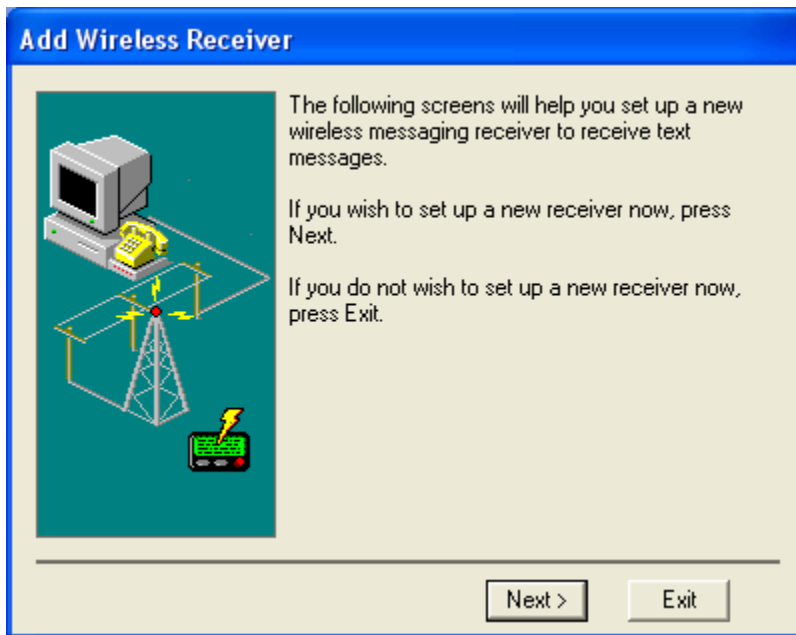 Add Wireless Receiver
The following screens will help you set up a new
wireless messaging receiver to receive text
messages.
If you wish to set up a new receiver now, press
Next.
If you do not wish to set up a new receiver now,
press Exit.
Next >
Exit